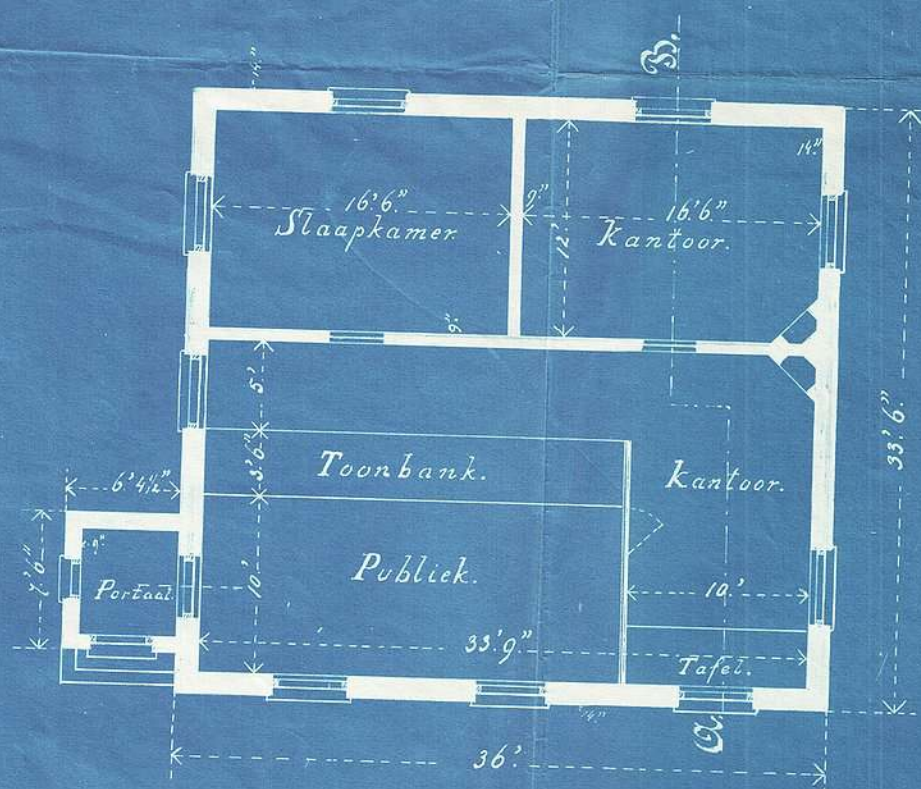 B.
14"
14"
16'6"
9"
16'6"
Slaapkamer.
12'
Kantoor.
9"
5'
33'6"
3'6"
Toonbank.
Kantoor.
6'4½"
9"
7'6"
Portaal.
10'
Publiek.
10'
33'9"
Tafel.
14"
A.
36'